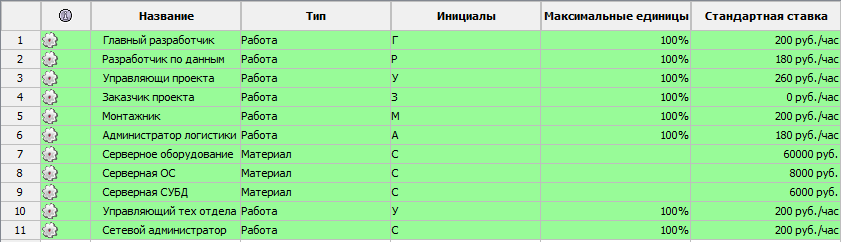 Название Тип Инициалы Максимальные единицы Стандартная ставка
1 Главный разработчик Работа Г 100% 200 руб./час
2 Разработчик по данным Работа Р 100% 180 руб./час
3 Управляющи проекта Работа У 100% 260 руб./час
4 Заказчик проекта Работа З 100% 0 руб./час
5 Монтажник Работа М 100% 200 руб./час
6 Администратор логистики Работа А 100% 180 руб./час
7 Серверное оборудование Материал С 60000 руб.
8 Серверная ОС Материал С 8000 руб.
9 Серверная СУБД Материал С 6000 руб.
10 Управляющий тех отдела Работа У 100% 200 руб./час
11 Сетевой администратор Работа С 100% 200 руб./час